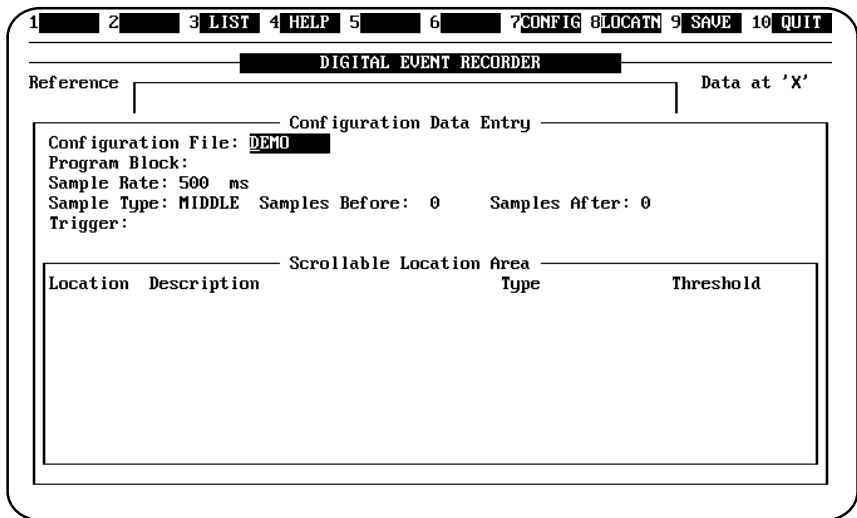 1 2 3 LIST 4 HELP 5 6 7CONFIG 8LOCATN 9 SAVE 10 QUIT
DIGITAL EVENT RECORDER
Reference Data at 'X'
Configuration Data Entry
Configuration File: DEMO
Program Block:
Sample Rate: 500 ms
Sample Type: MIDDLE Samples Before: 0 Samples After: 0
Trigger:
Scrollable Location Area
Location Description Type Threshold